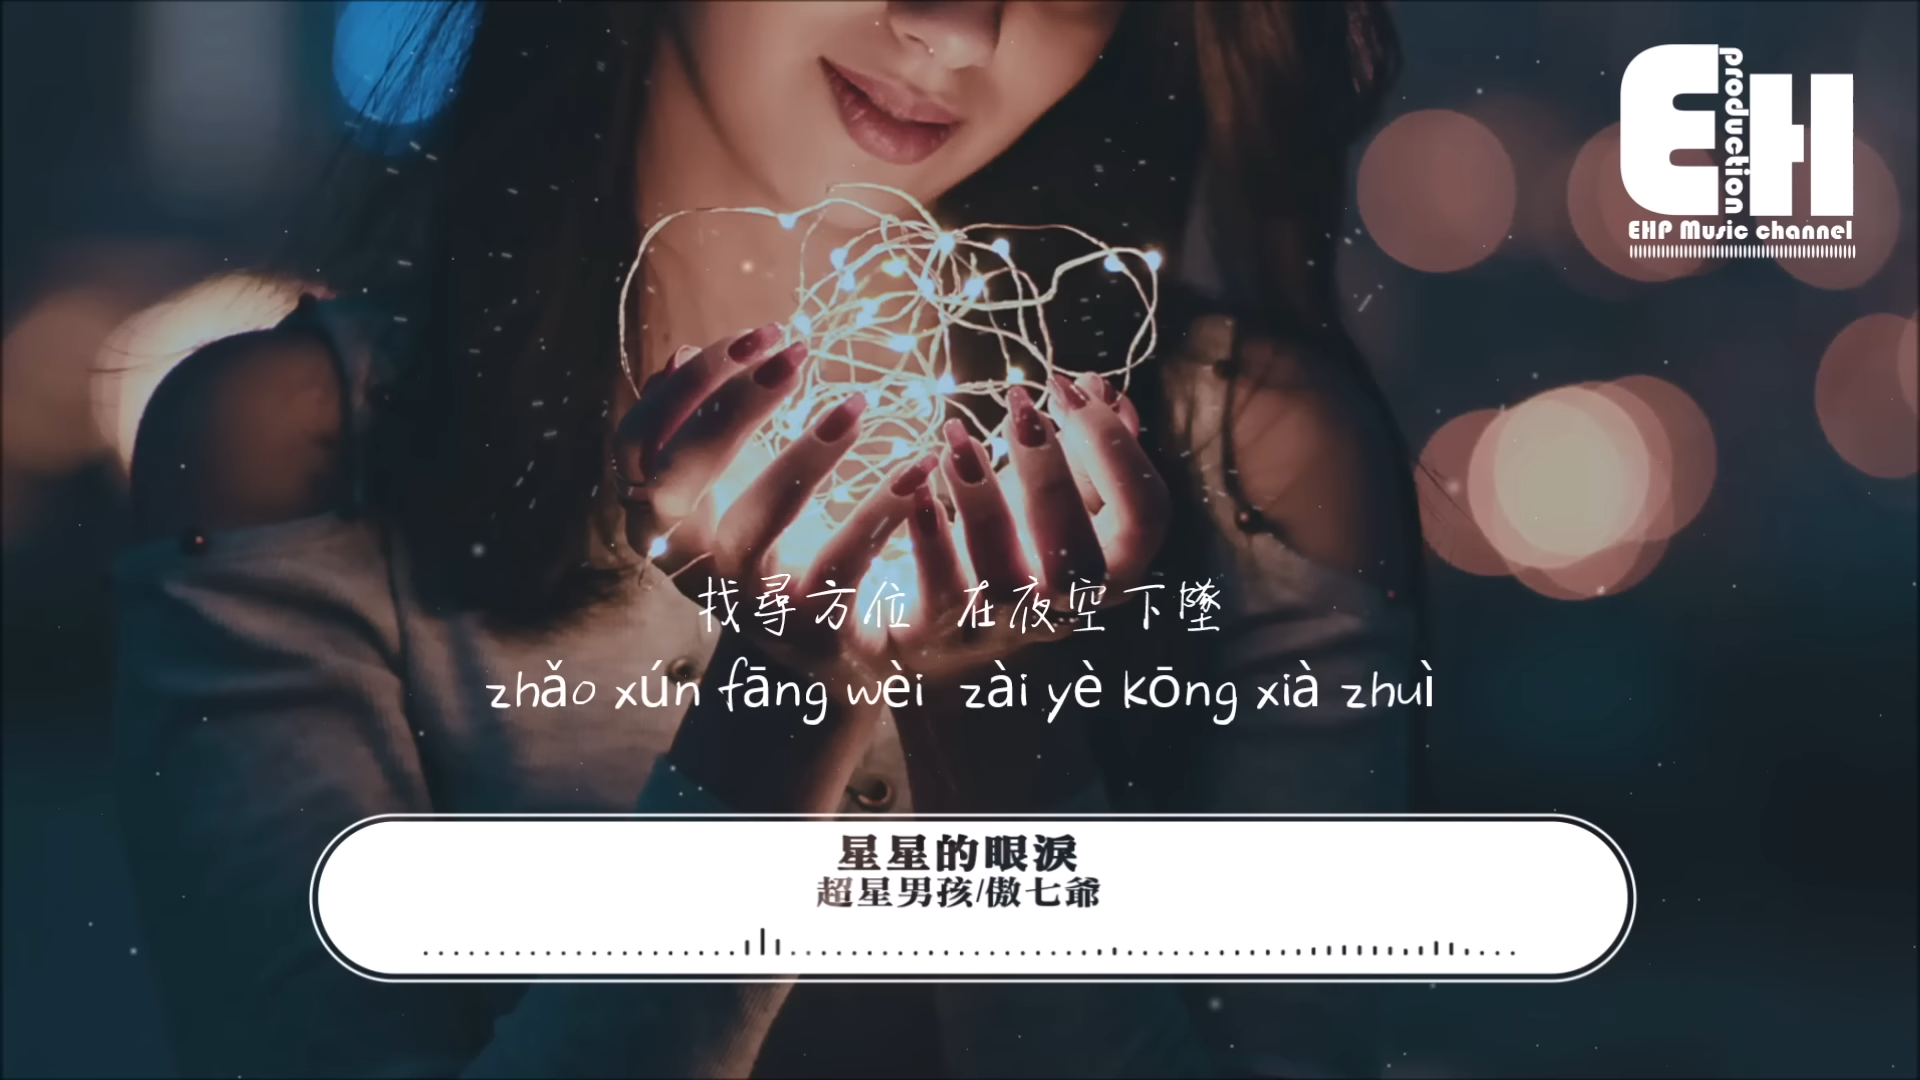 EH
production
EHP Music channel
找尋方位 在夜空下墜
zhǎo xún fāng wèi zài yè kōng xià zhuì
星星的眼淚
超星男孩/傲七爺